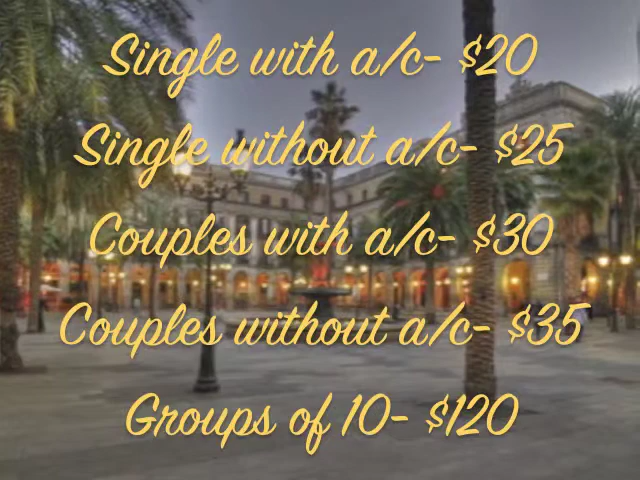 Single with a/c- $20
Single without a/c- $25
Couples with a/c- $30
Couples without a/c- $35
Groups of 10- $120